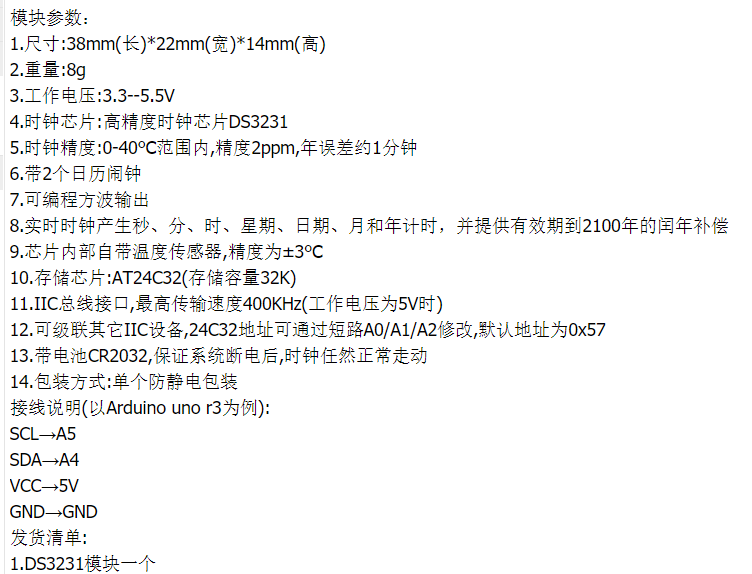 模块参数：
1.尺寸:38mm(长)*22mm(宽)*14mm(高)
2.重量:8g
3.工作电压:3.3--5.5V
4.时钟芯片:高精度时钟芯片DS3231
5.时钟精度:0-40℃范围内,精度2ppm,年误差约1分钟
6.带2个日历闹钟
7.可编程方波输出
8.实时时钟产生秒、分、时、星期、日期、月和年计时，并提供有效期到2100年的闰年补偿
9.芯片内部自带温度传感器,精度为±3℃
10.存储芯片:AT24C32(存储容量32K)
11.IIC总线接口,最高传输速度400KHz(工作电压为5V时)
12.可级联其它IIC设备,24C32地址可通过短路A0/A1/A2修改,默认地址为0x57
13.带电池CR2032,保证系统断电后,时钟任然正常走动
14.包装方式:单个防静电包装
接线说明(以Arduino uno r3为例):
SCL→A5
SDA→A4
VCC→5V
GND→GND
发货清单:
1.DS3231模块一个